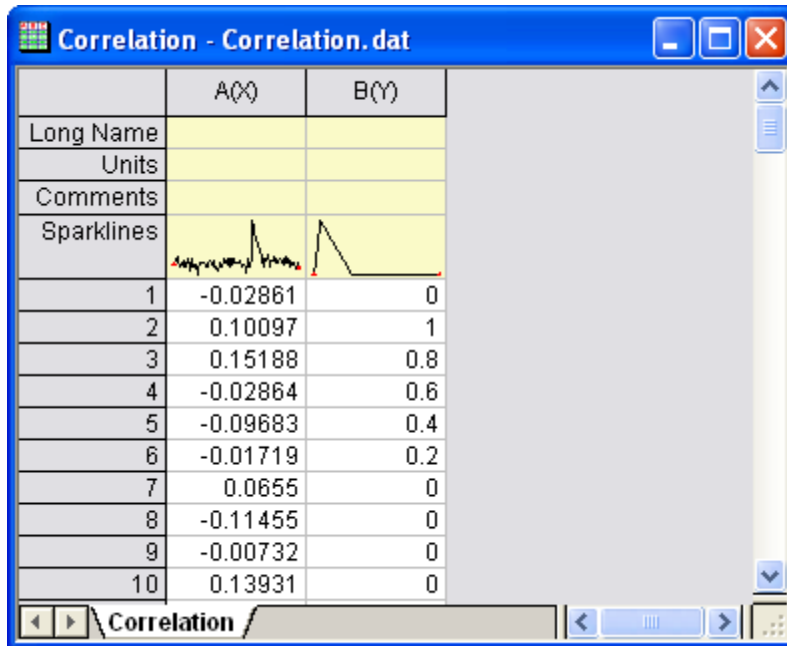 Correlation - Correlation.dat
A(X) B(Y)
Long Name
Units
Comments
Sparklines
1 -0.02861 0
2 0.10097 1
3 0.15188 0.8
4 -0.02864 0.6
5 -0.09683 0.4
6 -0.01719 0.2
7 0.0655 0
8 -0.11455 0
9 -0.00732 0
10 0.13931 0
Correlation